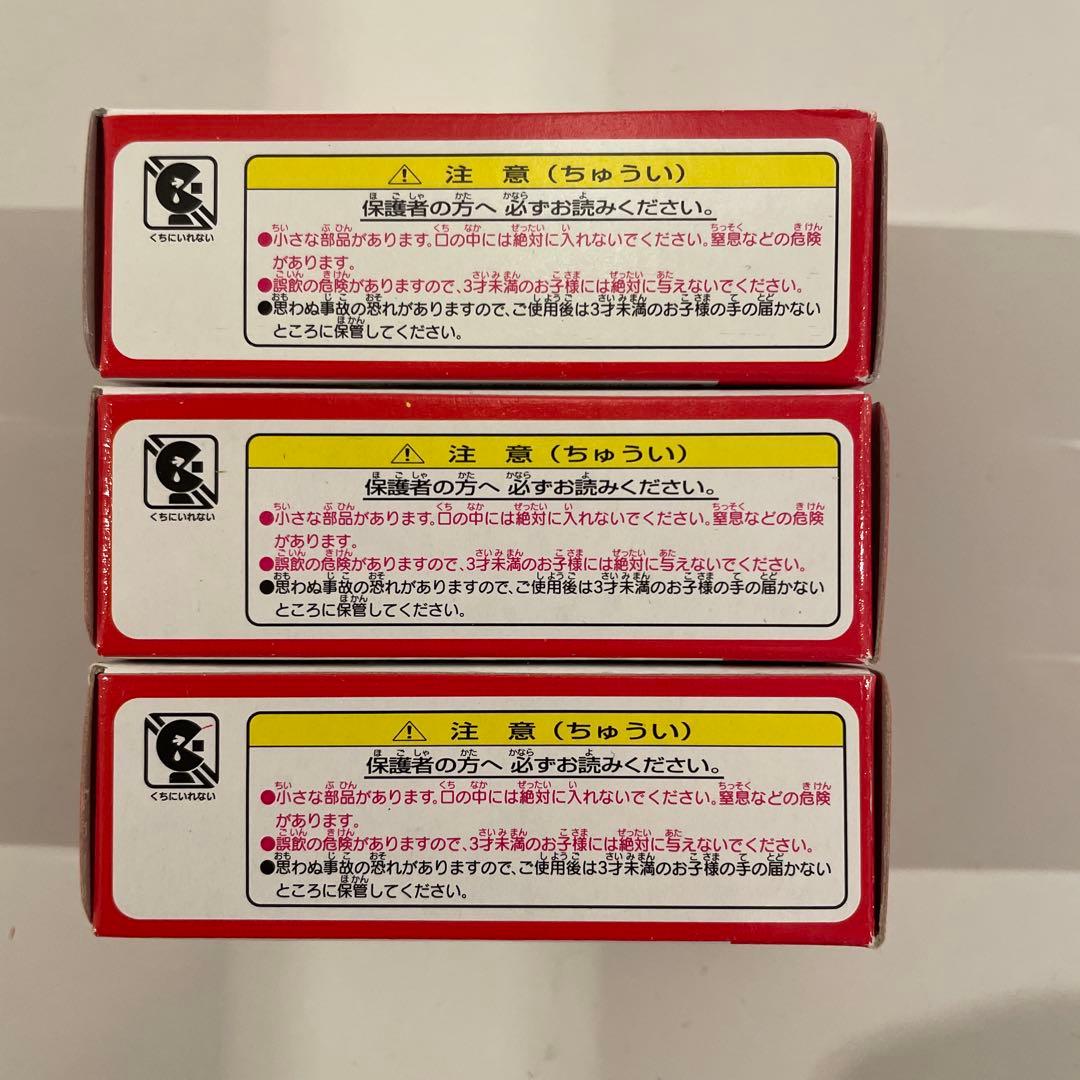 くちにいれない
⚠ 注 意（ちゅうい）
保護者の方へ 必ずお読みください。
●小さな部品があります。口の中には絶対に入れないでください。窒息などの危険
があります。
●誤飲の危険がありますので、3才未満のお子様には絶対に与えないでください。
●思わぬ事故の恐れがありますので、ご使用後は3才未満のお子様の手の届かない
ところに保管してください。
くちにいれない
⚠ 注 意（ちゅうい）
保護者の方へ 必ずお読みください。
●小さな部品があります。口の中には絶対に入れないでください。窒息などの危険
があります。
●誤飲の危険がありますので、3才未満のお子様には絶対に与えないでください。
●思わぬ事故の恐れがありますので、ご使用後は3才未満のお子様の手の届かない
ところに保管してください。
くちにいれない
⚠ 注 意（ちゅうい）
保護者の方へ 必ずお読みください。
●小さな部品があります。口の中には絶対に入れないでください。窒息などの危険
があります。
●誤飲の危険がありますので、3才未満のお子様には絶対に与えないでください。
●思わぬ事故の恐れがありますので、ご使用後は3才未満のお子様の手の届かない
ところに保管してください。